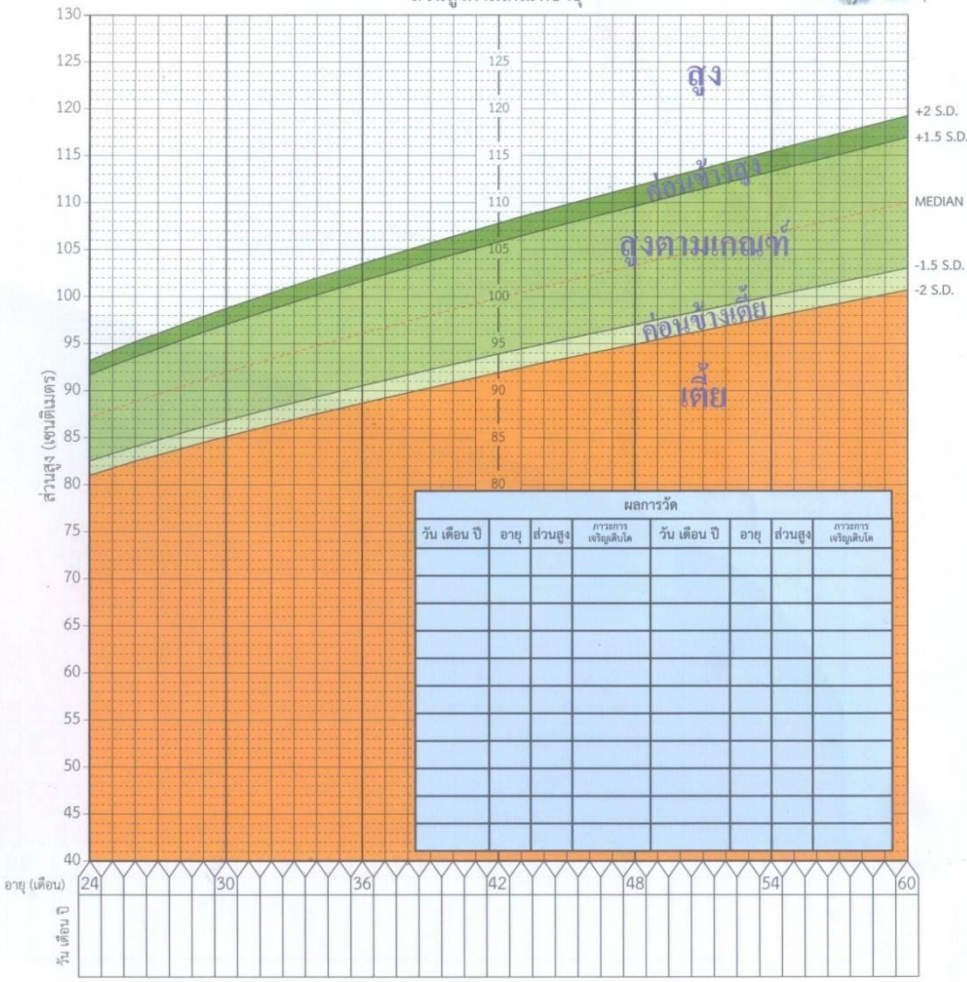 130
125
120
115
110
105
100
95
90
85
80
75
70
65
60
55
50
45
40
ส่วนสูง (เซนติเมตร)
125
120
115
110
105
100
95
90
85
80
สูง
ค่อนข้างสูง
สูงตามเกณฑ์
ค่อนข้างเตี้ย
เตี้ย
+2 S.D.
+1.5 S.D.
MEDIAN
-1.5 S.D.
-2 S.D.
ผลการวัด
วัน เดือน ปี อายุ ส่วนสูง ภาวะการเจริญเติบโต วัน เดือน ปี อายุ ส่วนสูง ภาวะการเจริญเติบโต
อายุ (เดือน) 24 30 36 42 48 54 60
วัน เดือน ปี